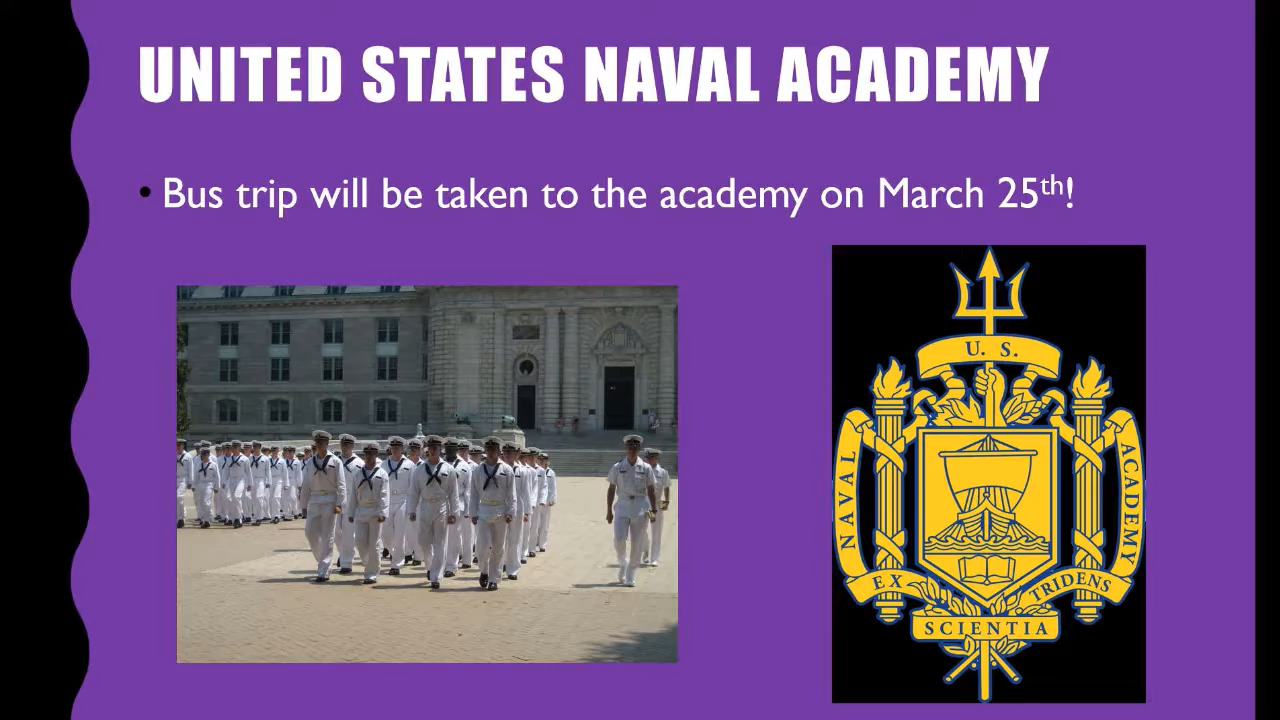 UNITED STATES NAVAL ACADEMY
• Bus trip will be taken to the academy on March 25th!
U. S.
NAVAL
ACADEMY
EX
TRIDENS
SCIENTIA